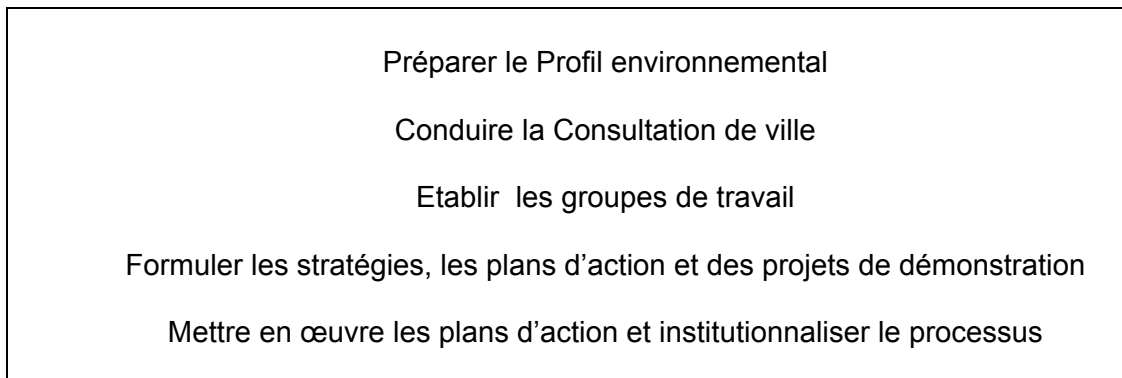 Préparer le Profil environnemental
Conduire la Consultation de ville
Etablir  les groupes de travail
Formuler les stratégies, les plans d’action et des projets de démonstration
Mettre en œuvre les plans d’action et institutionnaliser le processus